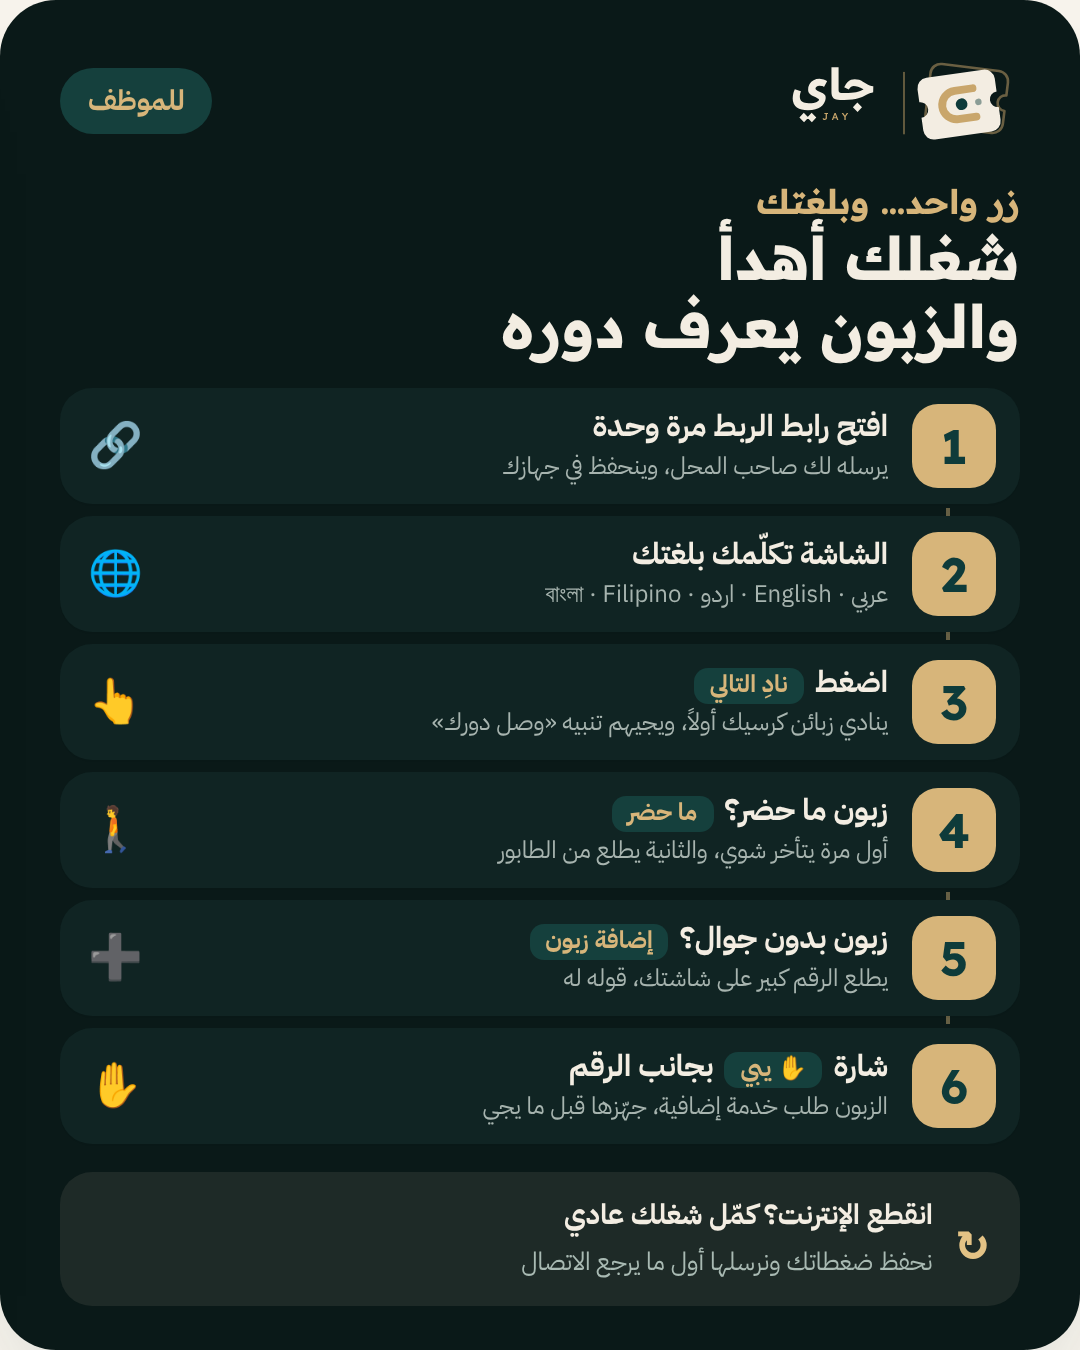 جاي
JAY
للموظف
زر واحد... وبلغتك
شغلك أهدأ
والزبون يعرف دوره
1
افتح رابط الربط مرة وحدة
يرسله لك صاحب المحل، وينحفظ في جهازك
2
الشاشة تكلّمك بلغتك
عربي · English · اردو · Filipino · বাংলা
3
اضغط نادِ التالي
ينادي زبائن كرسيك أولاً، ويجيهم تنبيه «وصل دورك»
4
زبون ما حضر؟ ما حضر
أول مرة يتأخر شوي، والثانية يطلع من الطابور
5
زبون بدون جوال؟ إضافة زبون
يطلع الرقم كبير على شاشتك، قوله له
6
شارة ✋ يبي بجانب الرقم
الزبون طلب خدمة إضافية، جهّزها قبل ما يجي
انقطع الإنترنت؟ كمّل شغلك عادي
نحفظ ضغطاتك ونرسلها أول ما يرجع الاتصال